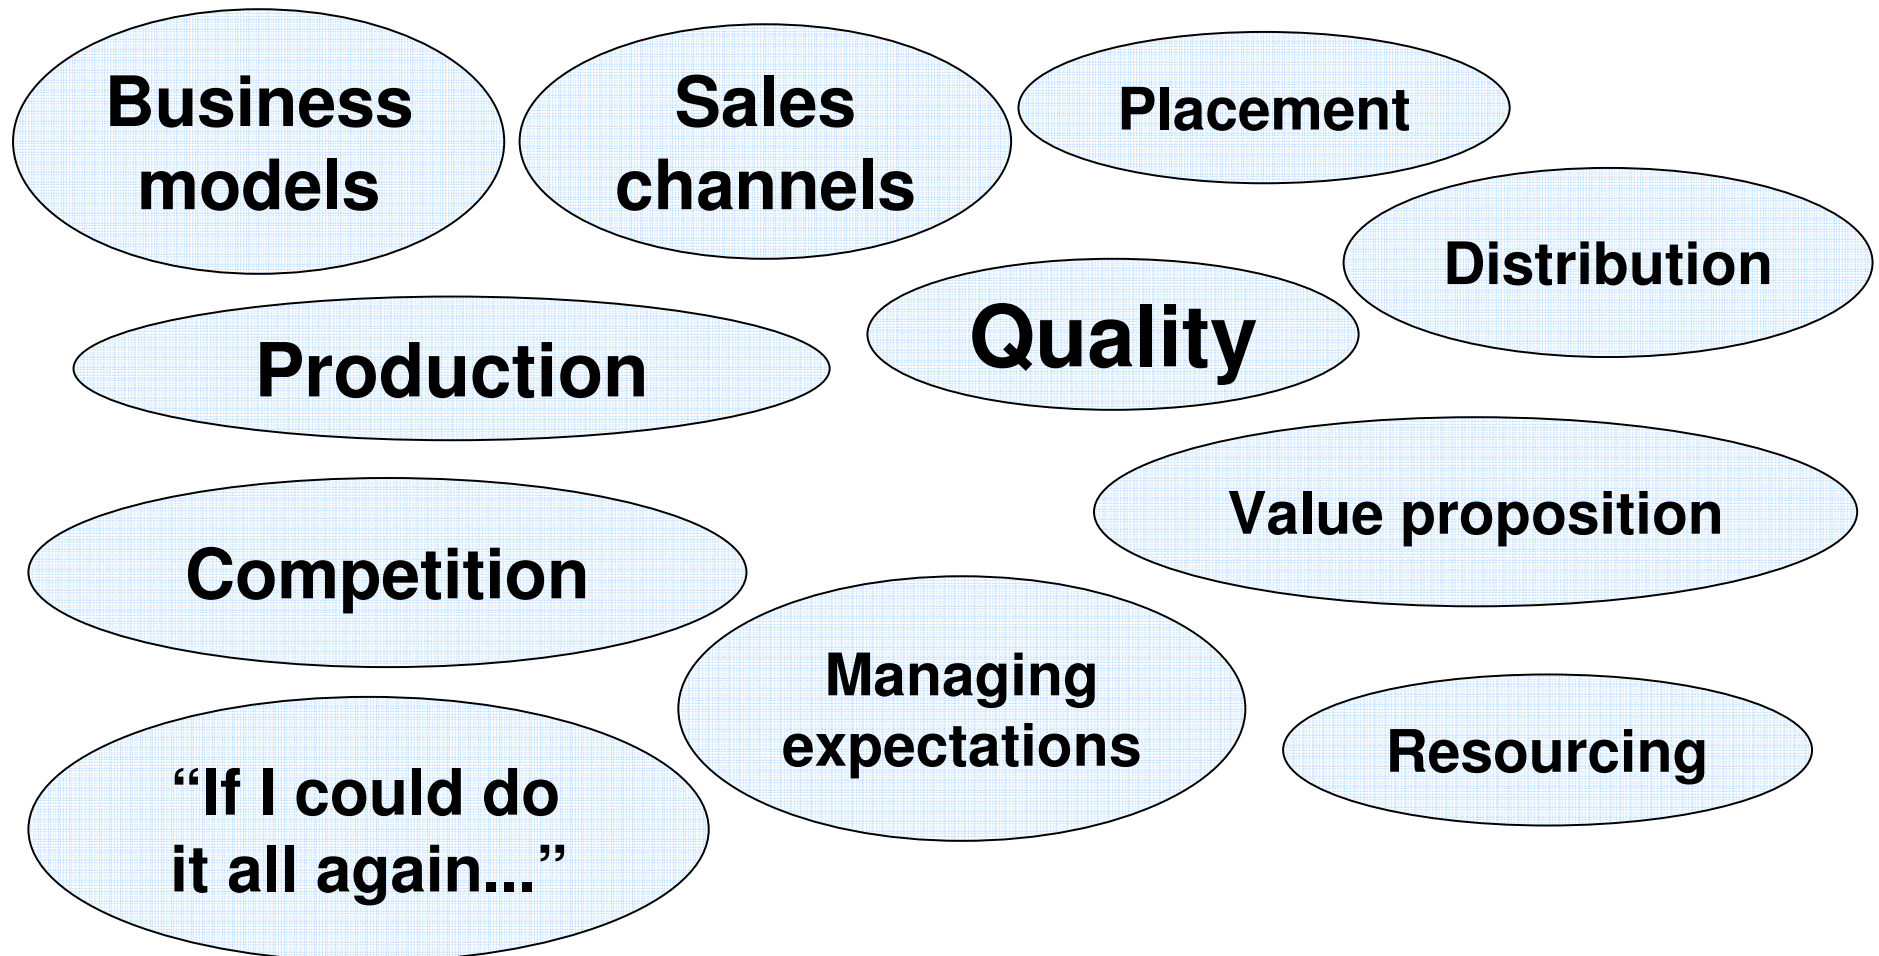 Business
models
Sales
channels
Placement
Distribution
Quality
Production
Value proposition
Competition
Managing
expectations
Resourcing
“If I could do
it all again...”